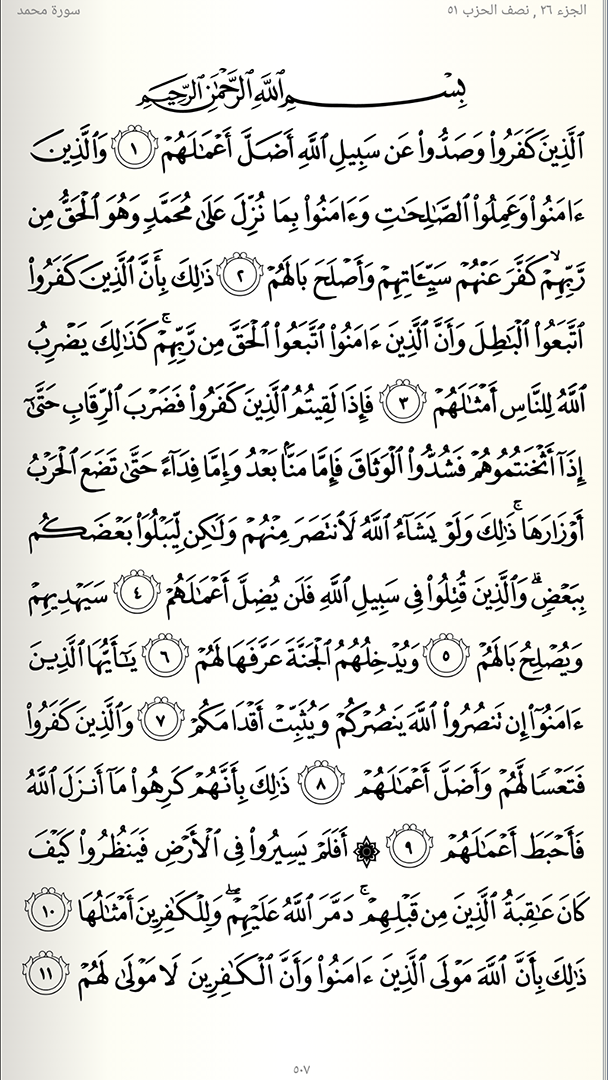 سورة محمد
الجزء ٢٦ , نصف الحزب ٥١
بِسْمِ ٱللَّهِ ٱلرَّحْمَٰنِ ٱلرَّحِيمِ
ٱلَّذِينَ كَفَرُوا۟ وَصَدُّوا۟ عَن سَبِيلِ ٱللَّهِ أَضَلَّ أَعْمَٰلَهُمْ ١ وَٱلَّذِينَ
ءَامَنُوا۟ وَعَمِلُوا۟ ٱلصَّٰلِحَٰتِ وَءَامَنُوا۟ بِمَا نُزِّلَ عَلَىٰ مُحَمَّدٍ وَهُوَ ٱلْحَقُّ مِن
رَّبِّهِمْ ۙ كَفَّرَ عَنْهُمْ سَيِّـَٔاتِهِمْ وَأَصْلَحَ بَالَهُمْ ٢ ذَٰلِكَ بِأَنَّ ٱلَّذِينَ كَفَرُوا۟
ٱتَّبَعُوا۟ ٱلْبَٰطِلَ وَأَنَّ ٱلَّذِينَ ءَامَنُوا۟ ٱتَّبَعُوا۟ ٱلْحَقَّ مِن رَّبِّهِمْ ۚ كَذَٰلِكَ يَضْرِبُ
ٱللَّهُ لِلنَّاسِ أَمْثَٰلَهُمْ ٣ فَإِذَا لَقِيتُمُ ٱلَّذِينَ كَفَرُوا۟ فَضَرْبَ ٱلرِّقَابِ حَتَّىٰٓ
إِذَآ أَثْخَنتُمُوهُمْ فَشُدُّوا۟ ٱلْوَثَاقَ فَإِمَّا مَنًّۢا بَعْدُ وَإِمَّا فِدَآءً حَتَّىٰ تَضَعَ ٱلْحَرْبُ
أَوْزَارَهَا ۚ ذَٰلِكَ وَلَوْ يَشَآءُ ٱللَّهُ لَٱنتَصَرَ مِنْهُمْ وَلَٰكِن لِّيَبْلُوَا۟ بَعْضَكُم
بِبَعْضٍ ۗ وَٱلَّذِينَ قُتِلُوا۟ فِى سَبِيلِ ٱللَّهِ فَلَن يُضِلَّ أَعْمَٰلَهُمْ ٤ سَيَهْدِيهِمْ
وَيُصْلِحُ بَالَهُمْ ٥ وَيُدْخِلُهُمُ ٱلْجَنَّةَ عَرَّفَهَا لَهُمْ ٦ يَٰٓأَيُّهَا ٱلَّذِينَ
ءَامَنُوٓا۟ إِن تَنصُرُوا۟ ٱللَّهَ يَنصُرْكُمْ وَيُثَبِّتْ أَقْدَامَكُمْ ٧ وَٱلَّذِينَ كَفَرُوا۟
فَتَعْسًا لَّهُمْ وَأَضَلَّ أَعْمَٰلَهُمْ ٨ ذَٰلِكَ بِأَنَّهُمْ كَرِهُوا۟ مَآ أَنزَلَ ٱللَّهُ
فَأَحْبَطَ أَعْمَٰلَهُمْ ٩ ۞ أَفَلَمْ يَسِيرُوا۟ فِى ٱلْأَرْضِ فَيَنظُرُوا۟ كَيْفَ
كَانَ عَٰقِبَةُ ٱلَّذِينَ مِن قَبْلِهِمْ ۚ دَمَّرَ ٱللَّهُ عَلَيْهِمْ ۖ وَلِلْكَٰفِرِينَ أَمْثَٰلُهَا ١٠
ذَٰلِكَ بِأَنَّ ٱللَّهَ مَوْلَى ٱلَّذِينَ ءَامَنُوا۟ وَأَنَّ ٱلْكَٰفِرِينَ لَا مَوْلَىٰ لَهُمْ ١١
٥٠٧